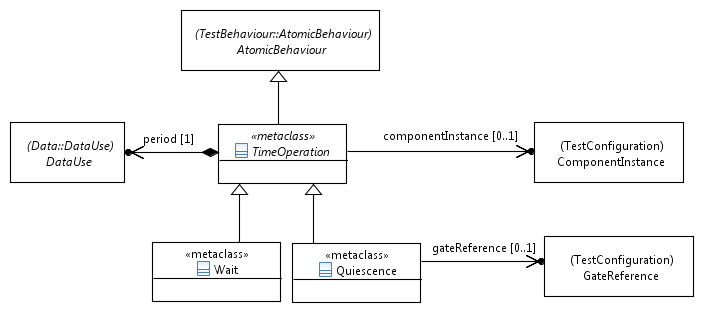 (TestBehaviour::AtomicBehaviour)
AtomicBehaviour
(Data::DataUse)
DataUse
period [1]
«metaclass»
TimeOperation
componentInstance [0..1]
(TestConfiguration)
ComponentInstance
«metaclass»
Wait
«metaclass»
Quiescence
gateReference [0..1]
(TestConfiguration)
GateReference